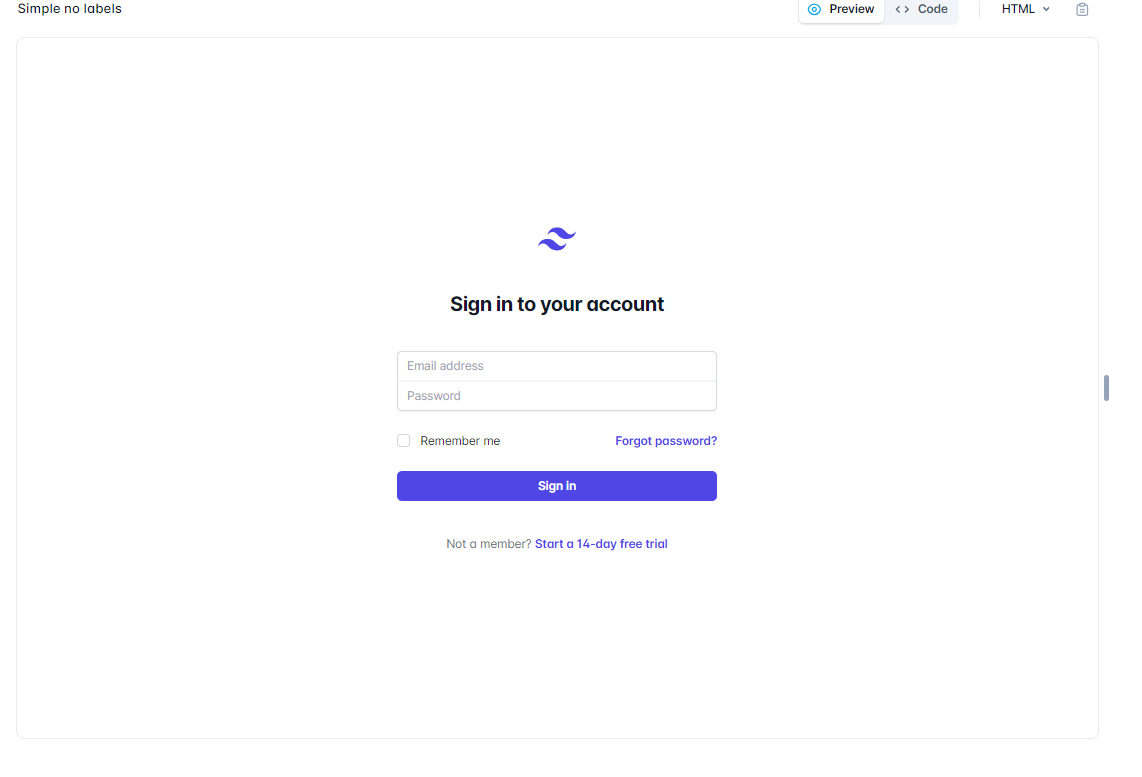 Simple no labels
Preview
Code
HTML
Sign in to your account
Email address
Password
Remember me
Forgot password?
Sign in
Not a member? Start a 14-day free trial